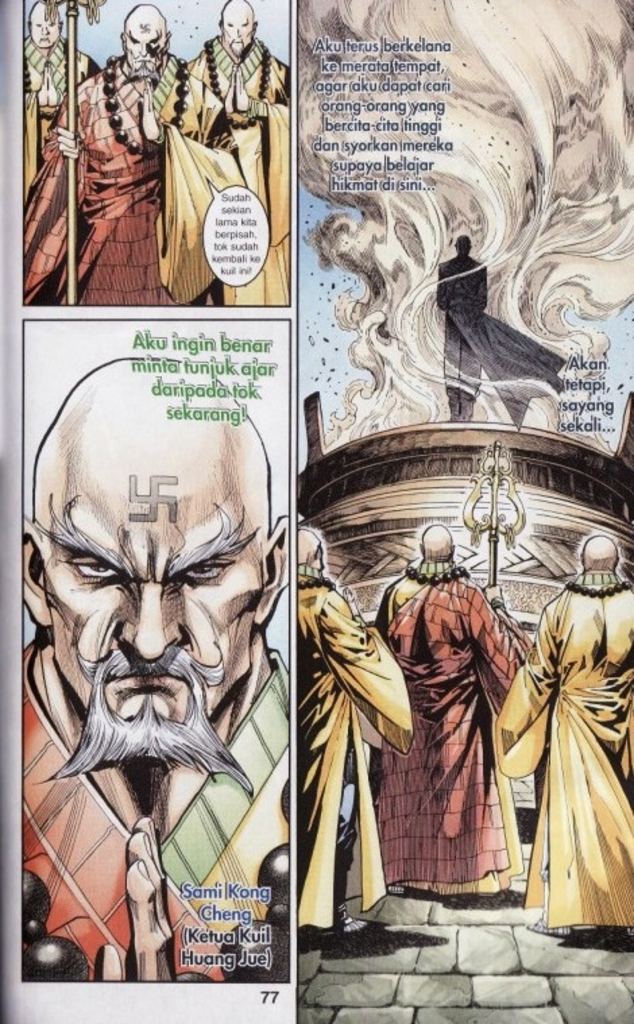 Sudah
sekian
lama kita
berpisah,
tok sudah
kembali ke
kuil ini!
Aku ingin benar
minta tunjuk ajar
daripada tok
sekarang!
Sami Kong
Cheng
(Ketua Kuil
Huang Jue)
77
Aku terus berkelana
ke merata tempat,
agar aku dapat cari
orang-orang yang
bercita-cita tinggi
dan syorkan mereka
supaya belajar
hikmat di sini...
Akan
tetapi,
sayang
sekali...